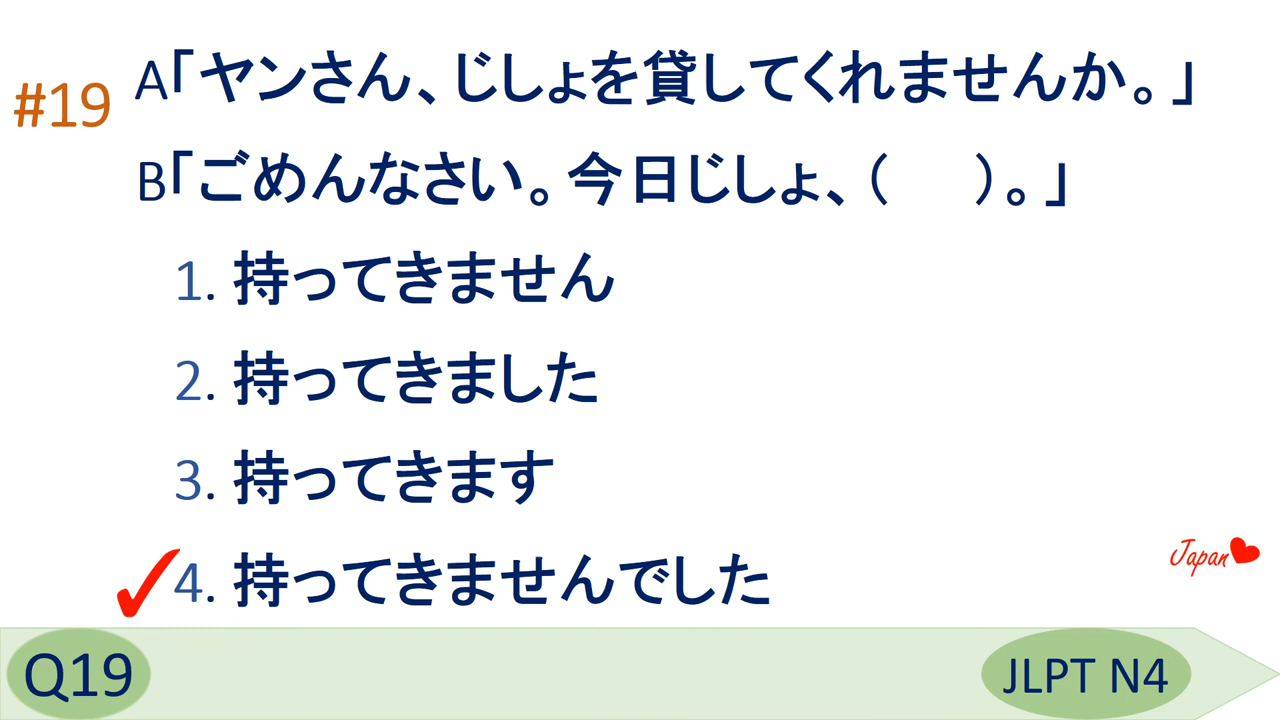 #19
A「ヤンさん、じしょを貸してくれませんか。」
B「ごめんなさい。今日じしょ、（　　）。」
1. 持ってきません
2. 持ってきました
3. 持ってきます
4. 持ってきませんでした
Japan
Q19
JLPT N4